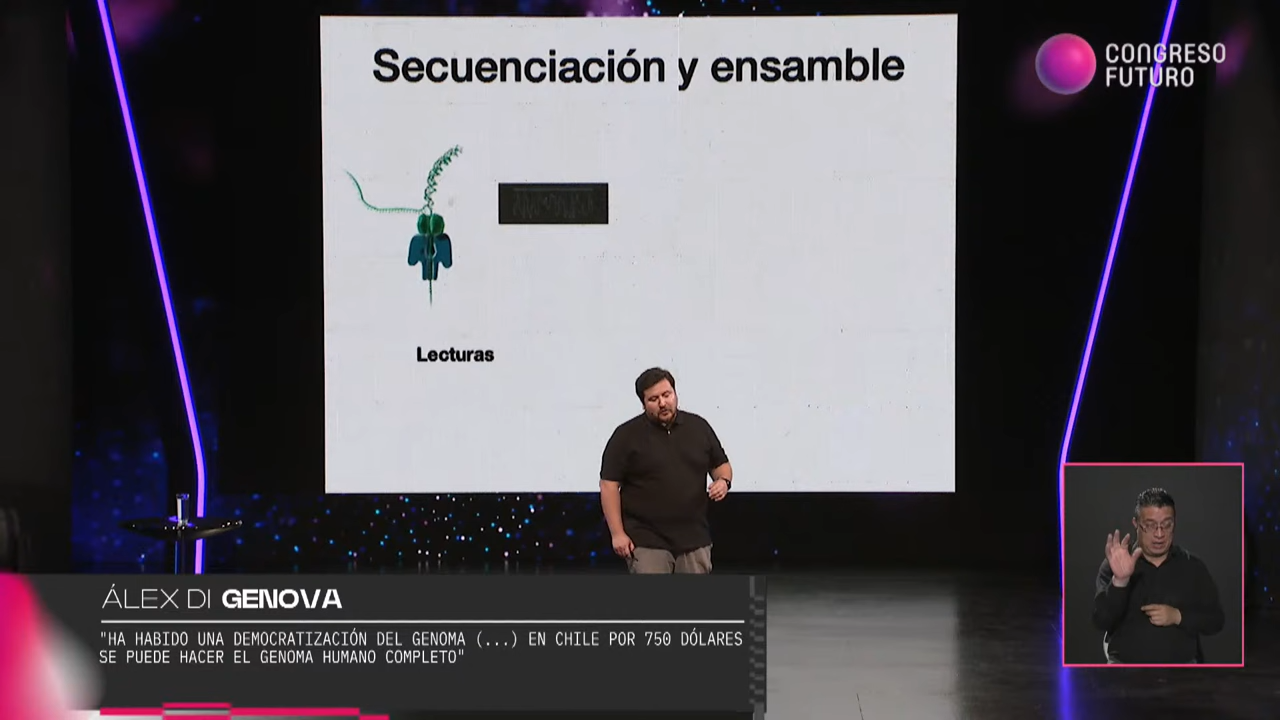 Secuenciación y ensamble
CONGRESO
FUTURO
Lecturas
ÁLEX DI GENOVA
"HA HABIDO UNA DEMOCRATIZACIÓN DEL GENOMA (...) EN CHILE POR 750 DÓLARES
SE PUEDE HACER EL GENOMA HUMANO COMPLETO"